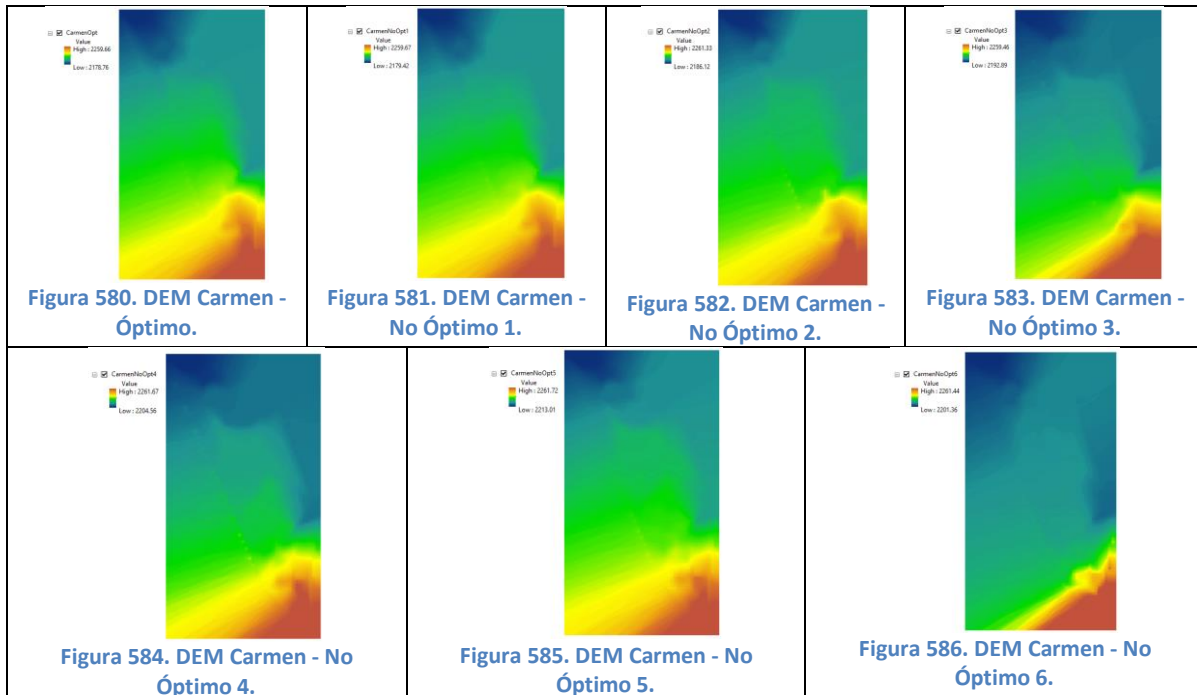 CarmenOpt
Value
High : 2259.66
Low : 2178.76
Figura 580. DEM Carmen -
Óptimo.
CarmenNoOpt1
Value
High : 2259.67
Low : 2179.42
Figura 581. DEM Carmen -
No Óptimo 1.
CarmenNoOpt2
Value
High : 2261.33
Low : 2186.12
Figura 582. DEM Carmen -
No Óptimo 2.
CarmenNoOpt3
Value
High : 2259.46
Low : 2192.89
Figura 583. DEM Carmen -
No Óptimo 3.
CarmenNoOpt4
Value
High : 2261.67
Low : 2204.56
Figura 584. DEM Carmen - No
Óptimo 4.
CarmenNoOpt5
Value
High : 2261.72
Low : 2213.01
Figura 585. DEM Carmen - No
Óptimo 5.
CarmenNoOpt6
Value
High : 2261.44
Low : 2201.36
Figura 586. DEM Carmen - No
Óptimo 6.